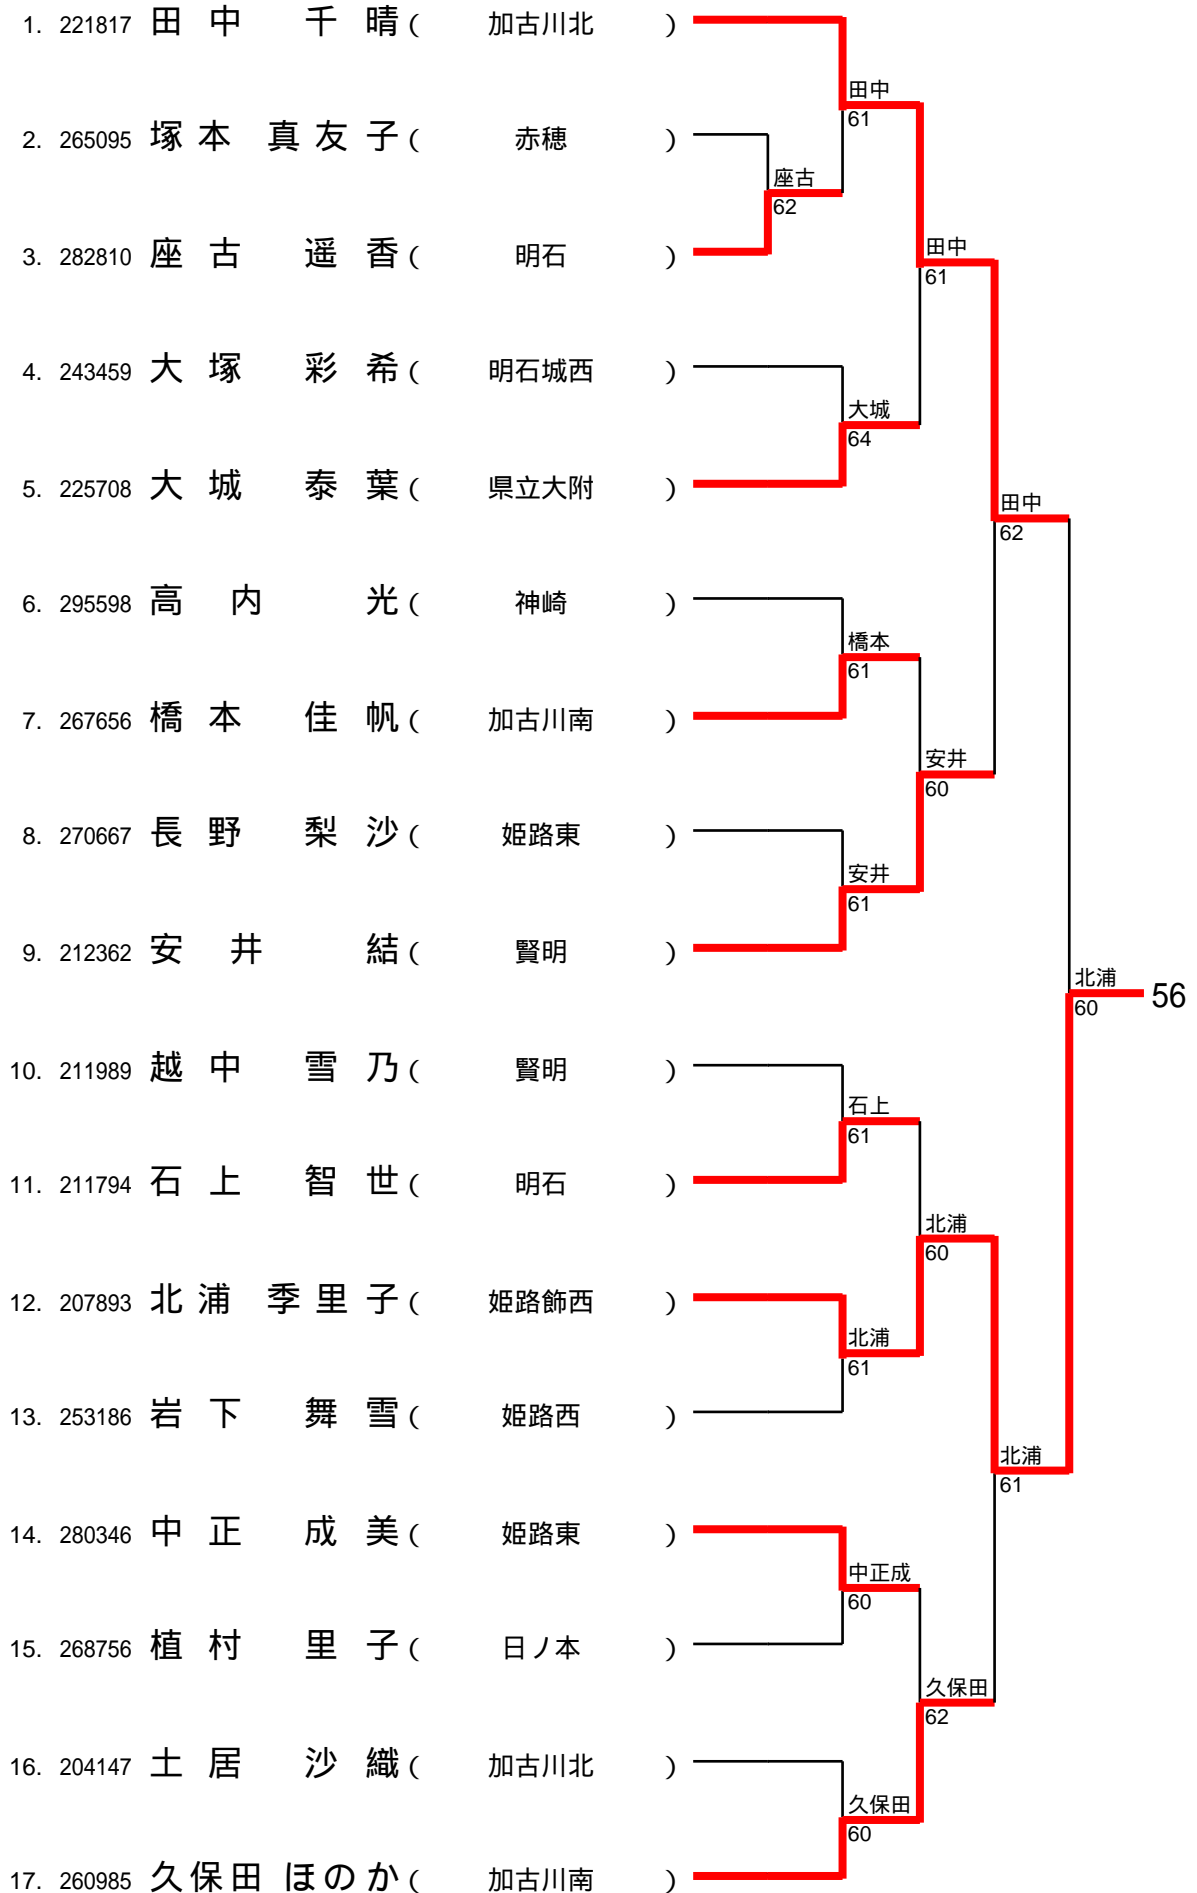 1. 221817 田中 千晴 ( 加古川北 )
田中
61
2. 265095 塚本 真友子 ( 赤穂 )
座古
62
3. 282810 座古 遥香 ( 明石 )
田中
61
4. 243459 大塚 彩希 ( 明石城西 )
大城
64
5. 225708 大城 泰葉 ( 県立大附 )
田中
62
6. 295598 高内 光 ( 神崎 )
橋本
61
7. 267656 橋本 佳帆 ( 加古川南 )
安井
60
8. 270667 長野 梨沙 ( 姫路東 )
安井
61
9. 212362 安井 結 ( 賢明 )
北浦
60
56
10. 211989 越中 雪乃 ( 賢明 )
石上
61
11. 211794 石上 智世 ( 明石 )
北浦
60
12. 207893 北浦 季里子 ( 姫路飾西 )
北浦
61
13. 253186 岩下 舞雪 ( 姫路西 )
北浦
61
14. 280346 中正 成美 ( 姫路東 )
中正成
60
15. 268756 植村 里子 ( 日ノ本 )
久保田
62
16. 204147 土居 沙織 ( 加古川北 )
久保田
60
17. 260985 久保田 ほのか ( 加古川南 )